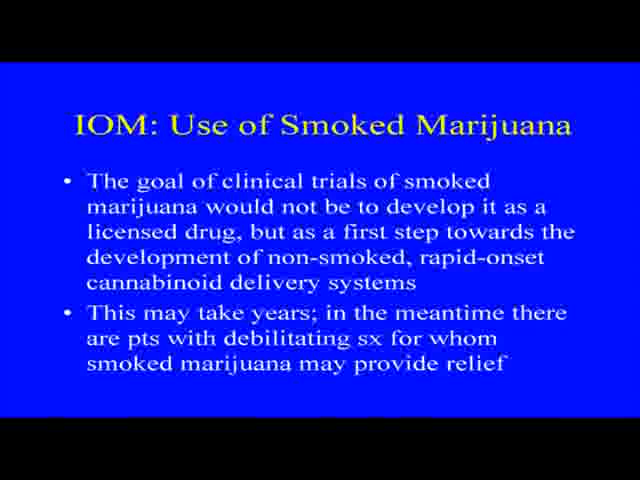 IOM: Use of Smoked Marijuana
• The goal of clinical trials of smoked
marijuana would not be to develop it as a
licensed drug, but as a first step towards the
development of non-smoked, rapid-onset
cannabinoid delivery systems
• This may take years; in the meantime there
are pts with debilitating sx for whom
smoked marijuana may provide relief